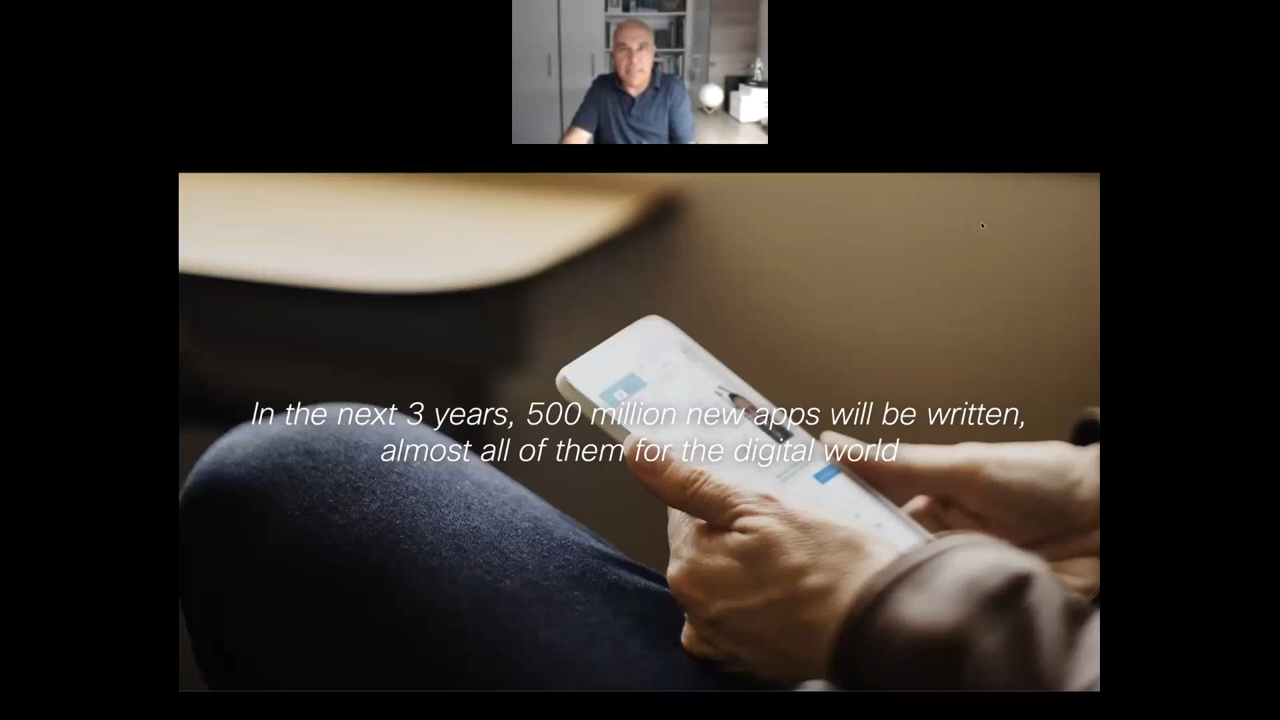 In the next 3 years, 500 million new apps will be written,
almost all of them for the digital world